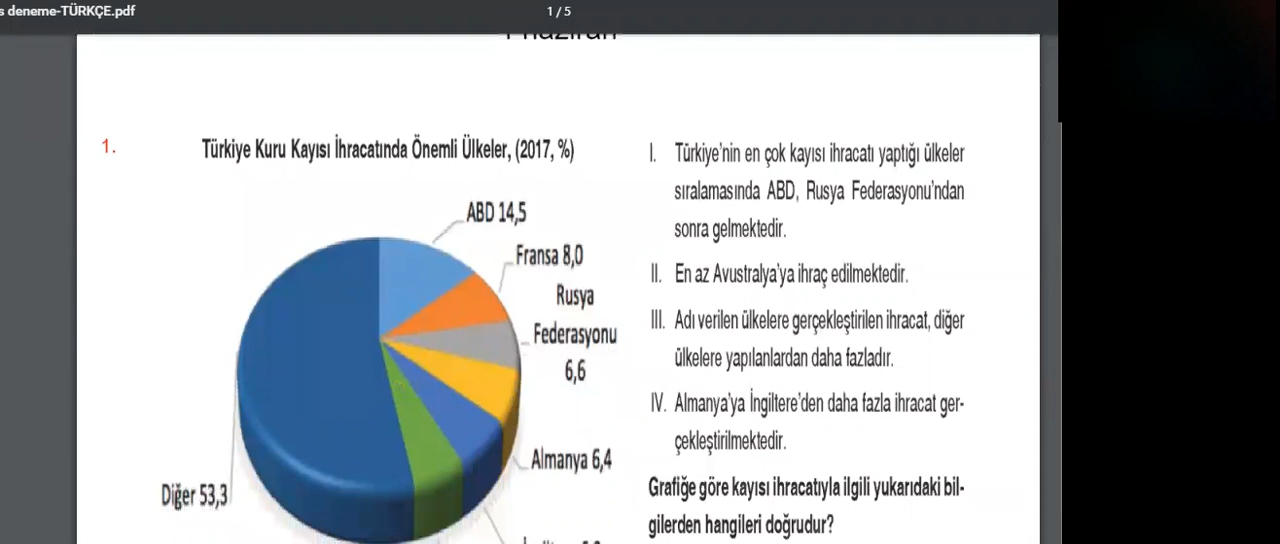 s deneme-TÜRKÇE.pdf
1 / 5
1.
Türkiye Kuru Kayısı İhracatında Önemli Ülkeler, (2017, %)
ABD 14,5
Fransa 8,0
Rusya
Federasyonu
6,6
Almanya 6,4
Diğer 53,3
I. Türkiye'nin en çok kayısı ihracatı yaptığı ülkeler
sıralamasında ABD, Rusya Federasyonu'ndan
sonra gelmektedir.
II. En az Avustralya'ya ihraç edilmektedir.
III. Adı verilen ülkelere gerçekleştirilen ihracat, diğer
ülkelere yapılanlardan daha fazladır.
IV. Almanya'ya İngiltere'den daha fazla ihracat ger-
çekleştirilmektedir.
Grafiğe göre kayısı ihracatıyla ilgili yukarıdaki bil-
gilerden hangileri doğrudur?